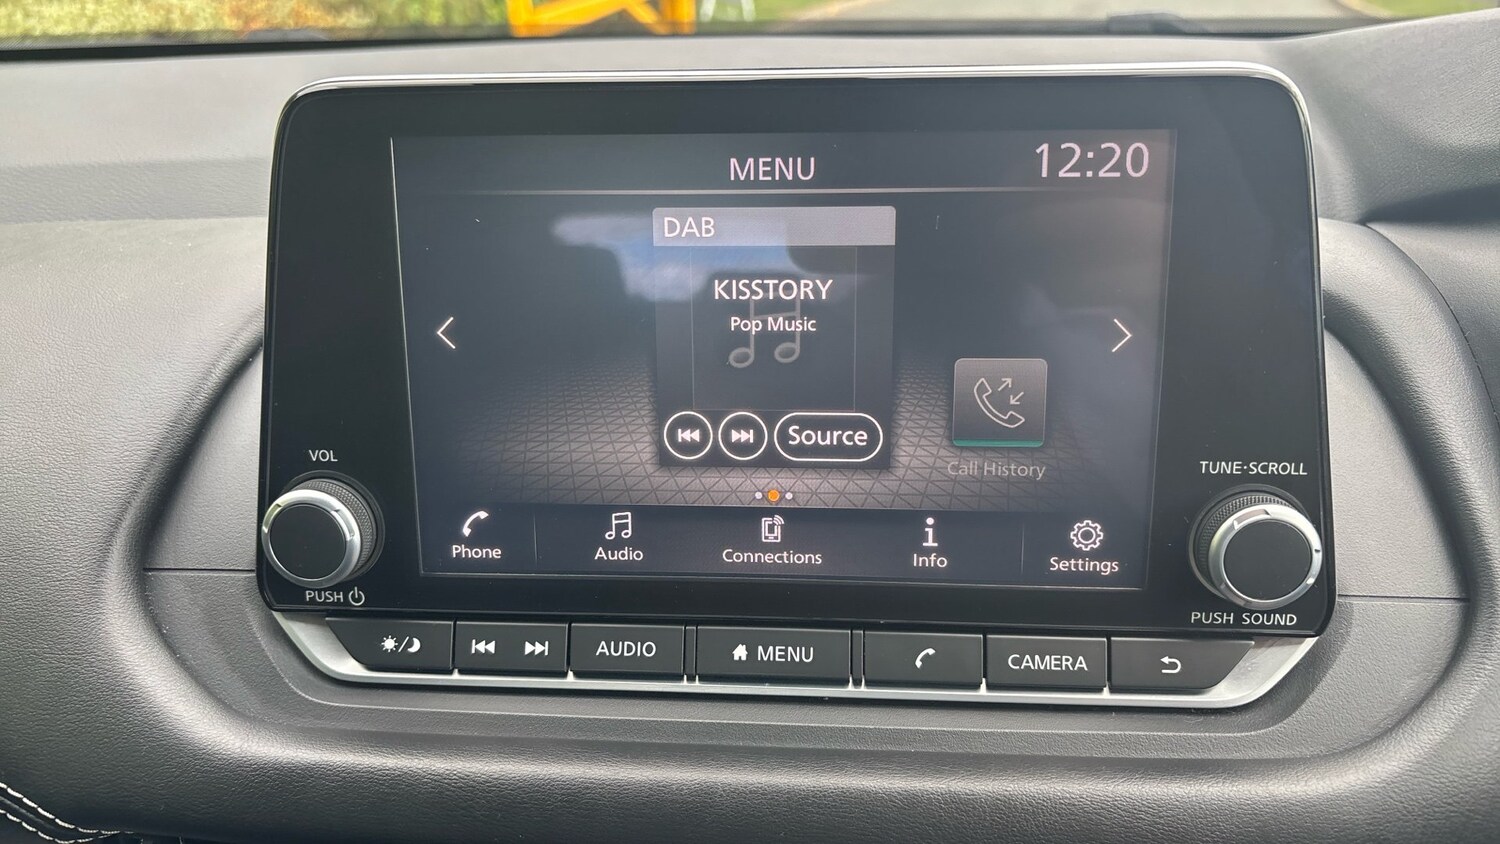 MENU
12:20
DAB
KISSTORY
Pop Music
Source
Call History
Phone
Audio
Connections
Info
Settings
VOL
PUSH
TUNE·SCROLL
PUSH SOUND
AUDIO
MENU
CAMERA